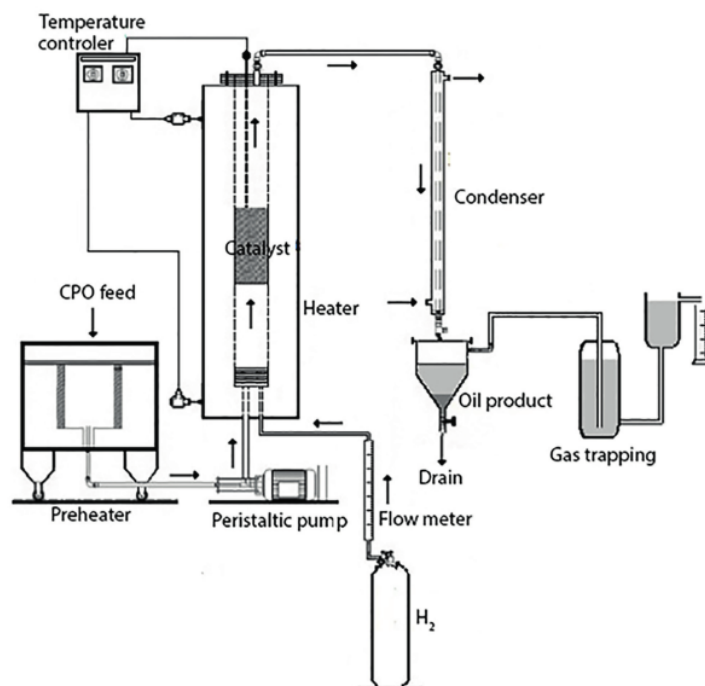 Temperature
controler
Catalyst
Condenser
CPO feed
Heater
Oil product
Gas trapping
Drain
Preheater
Peristaltic pump
Flow meter
H₂